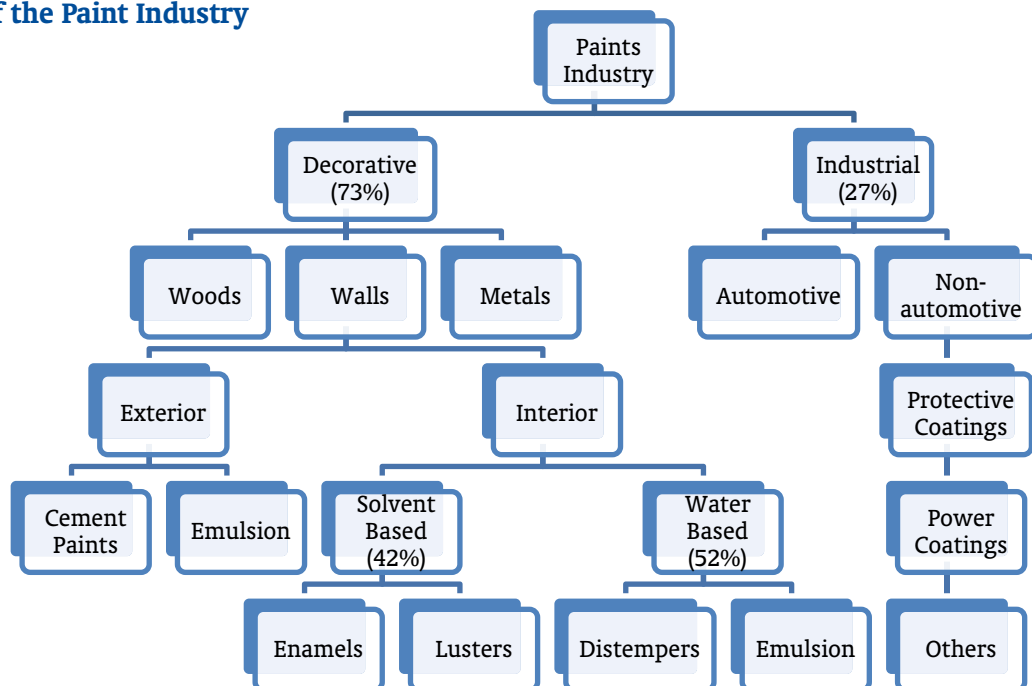 f the Paint Industry
Paints
Industry
Decorative
(73%)
Industrial
(27%)
Woods
Walls
Metals
Automotive
Non-
automotive
Exterior
Interior
Protective
Coatings
Cement
Paints
Emulsion
Solvent
Based
(42%)
Water
Based
(52%)
Power
Coatings
Enamels
Lusters
Distempers
Emulsion
Others